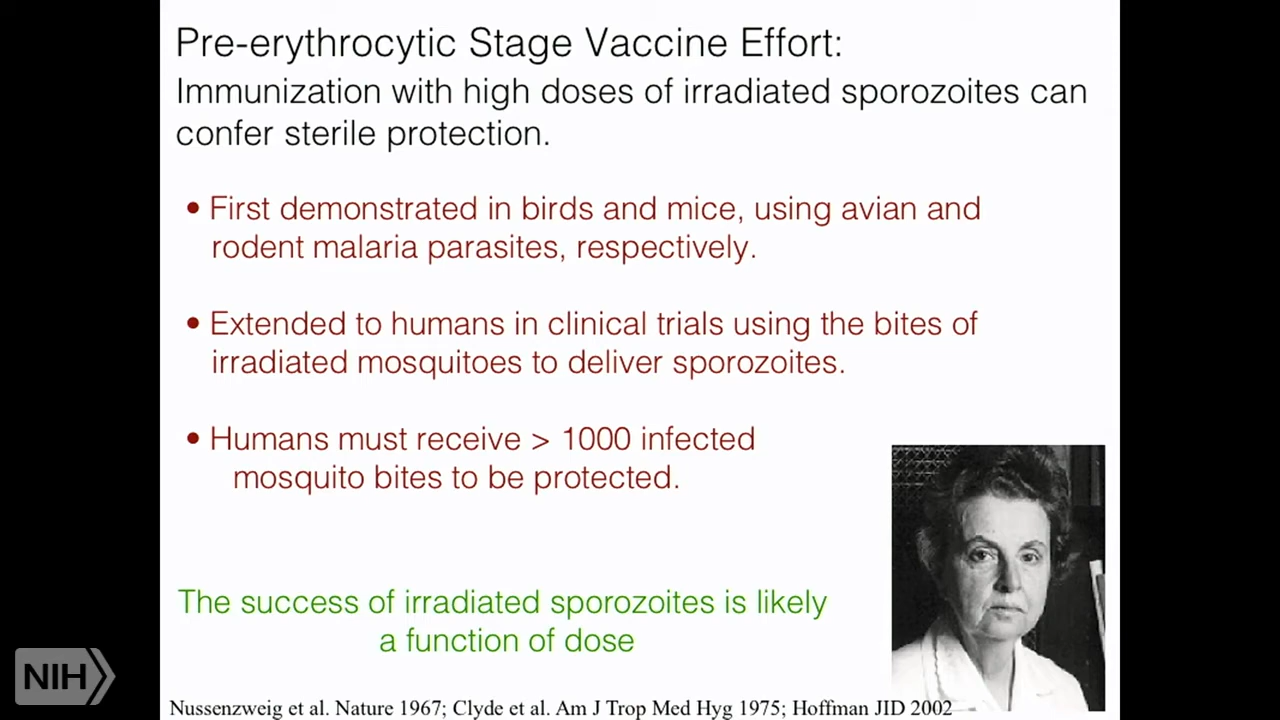 Pre-erythrocytic Stage Vaccine Effort:
Immunization with high doses of irradiated sporozoites can
confer sterile protection.
• First demonstrated in birds and mice, using avian and
rodent malaria parasites, respectively.
• Extended to humans in clinical trials using the bites of
irradiated mosquitoes to deliver sporozoites.
• Humans must receive > 1000 infected
mosquito bites to be protected.
The success of irradiated sporozoites is likely
a function of dose
NIH
Nussenzweig et al. Nature 1967; Clyde et al. Am J Trop Med Hyg 1975; Hoffman JID 2002